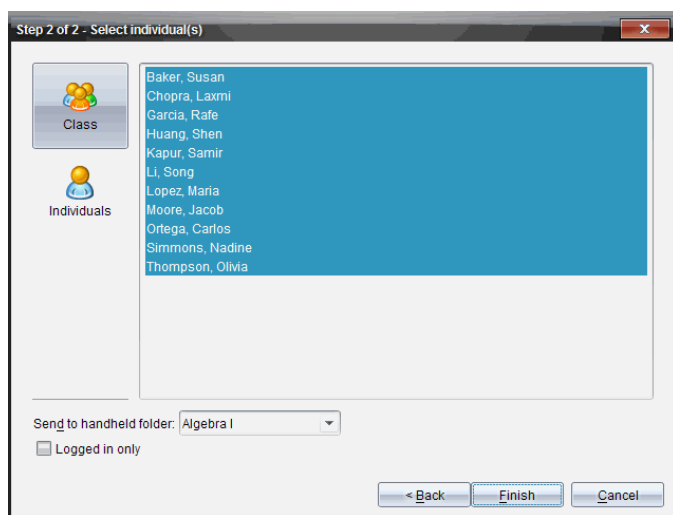 Step 2 of 2 - Select individual(s)
Class
Individuals
Baker, Susan
Chopra, Laxmi
Garcia, Rafe
Huang, Shen
Kapur, Samir
Li, Song
Lopez, Maria
Moore, Jacob
Ortega, Carlos
Simmons, Nadine
Thompson, Olivia
Send to handheld folder: Algebra I
Logged in only
< Back Finish Cancel